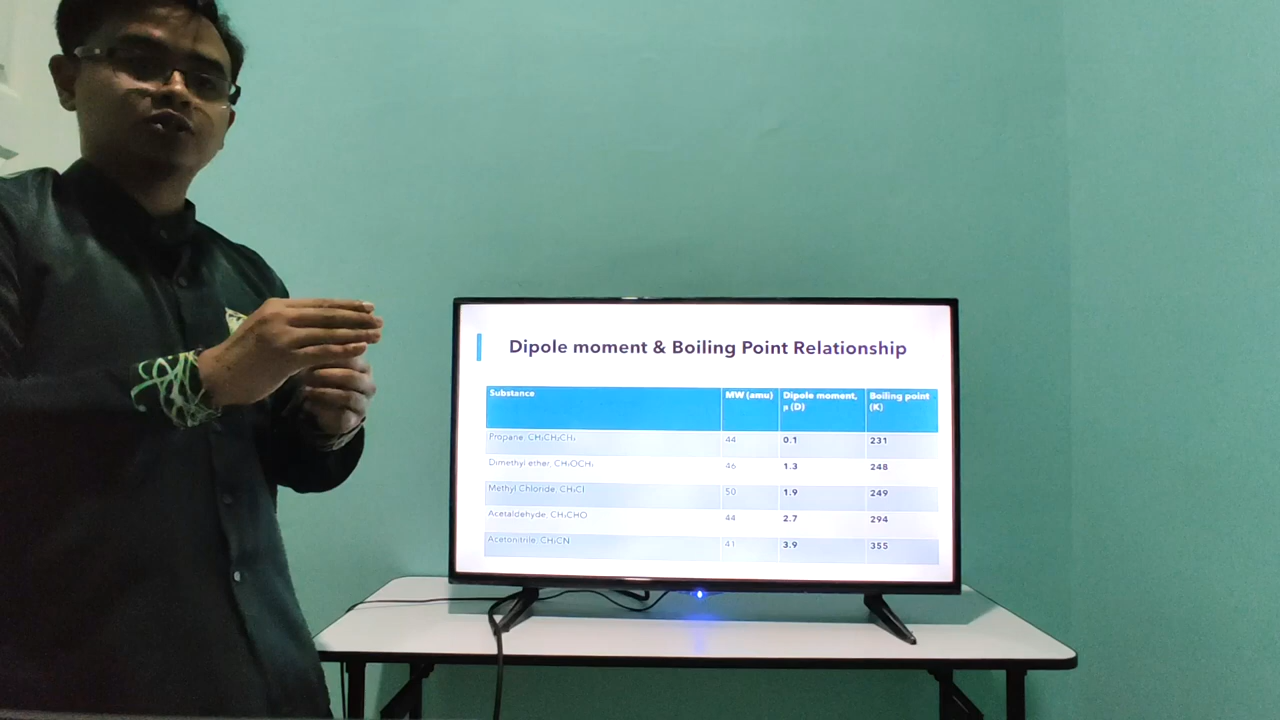 Dipole moment & Boiling Point Relationship
Substance MW (amu) Dipole moment, μ (D) Boiling point (K)
Propane, CH₃CH₂CH₃ 44 0.1 231
Dimethyl ether, CH₃OCH₃ 46 1.3 248
Methyl Chloride, CH₃Cl 50 1.9 249
Acetaldehyde, CH₃CHO 44 2.7 294
Acetonitrile, CH₃CN 41 3.9 355